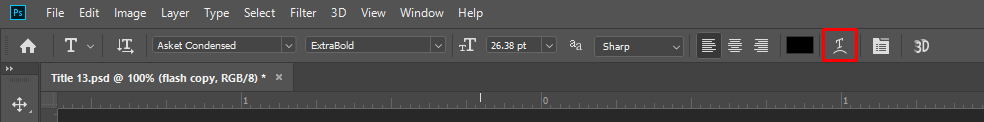 Ps File Edit Image Layer Type Select Filter 3D View Window Help
T T Asket Condensed ExtraBold TT 26.38 pt aa Sharp T 3D
Title 13.psd @ 100% (flash copy, RGB/8) * ×
1 0 1